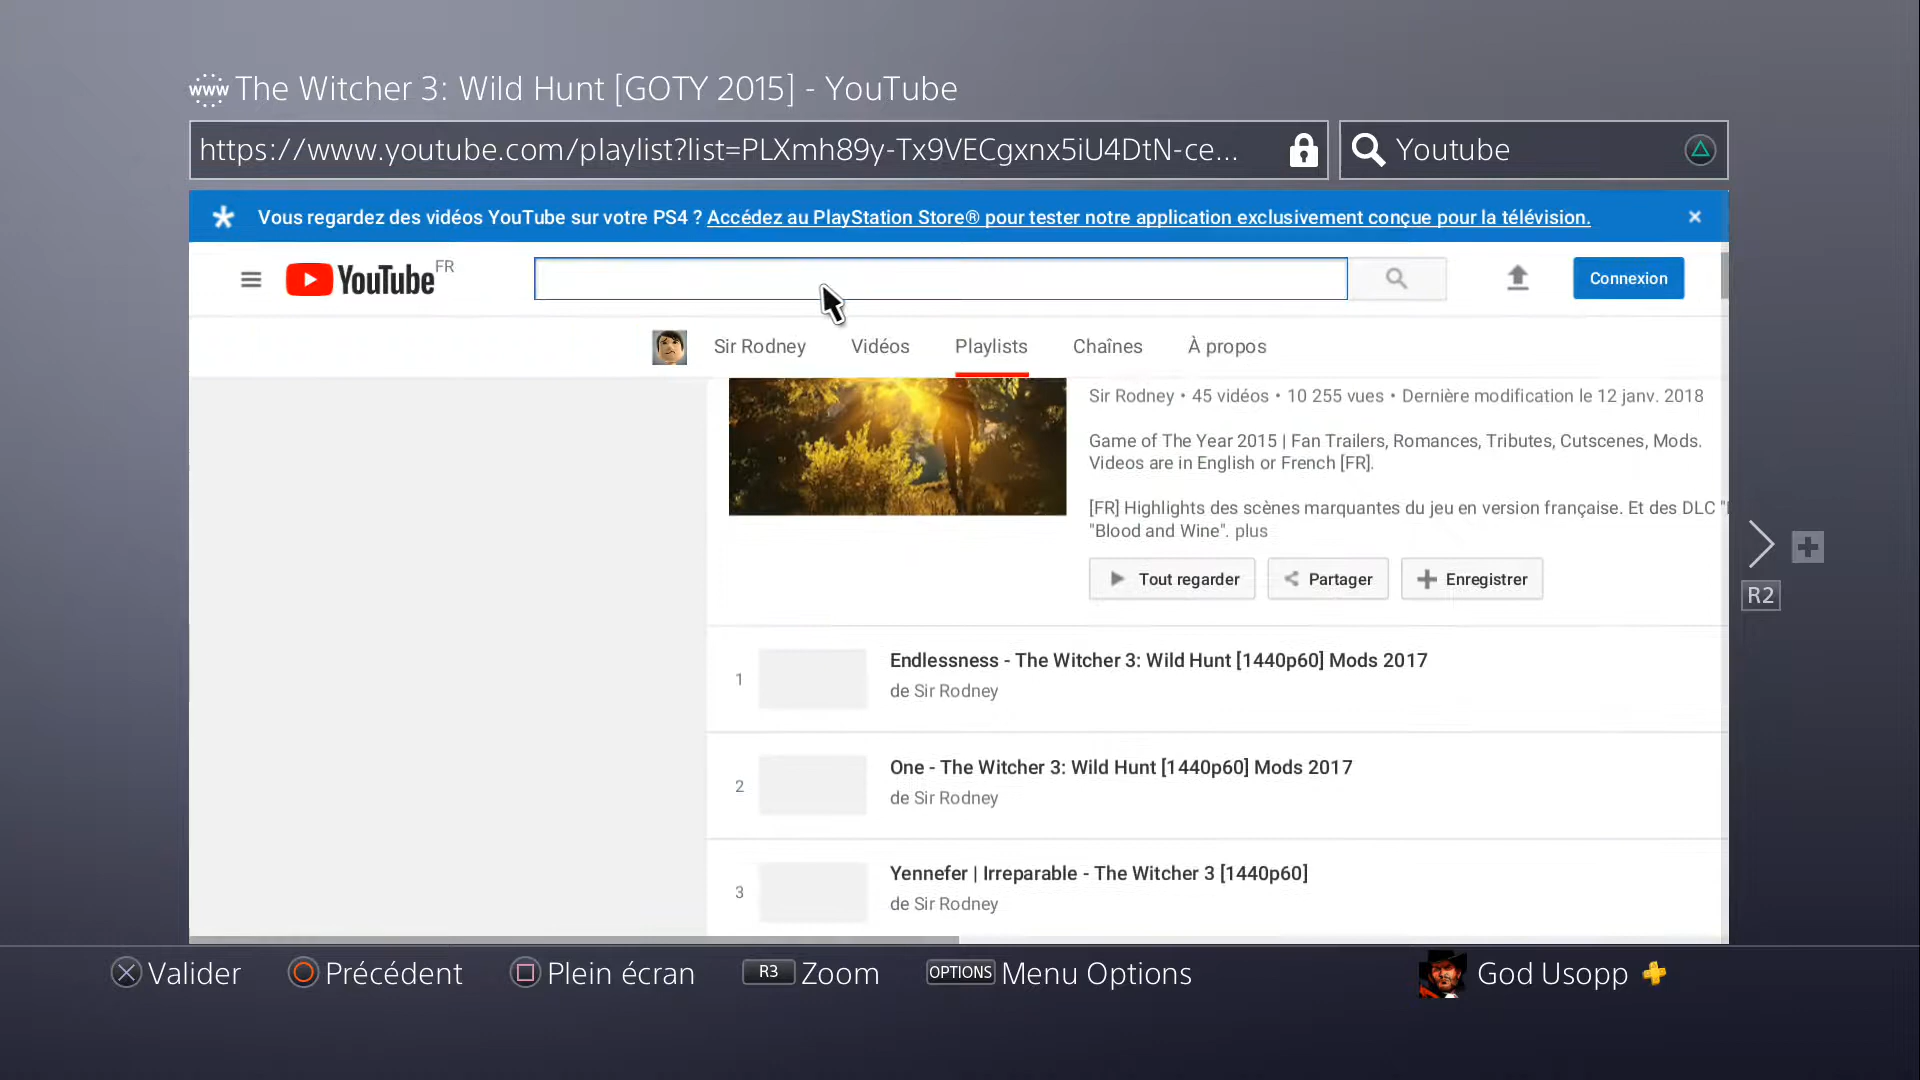 www The Witcher 3: Wild Hunt [GOTY 2015] - YouTube
https://www.youtube.com/playlist?list=PLXmh89y-Tx9VECgxnx5iU4DtN-ce...
Youtube
Vous regardez des vidéos YouTube sur votre PS4 ? Accédez au PlayStation Store® pour tester notre application exclusivement conçue pour la télévision.
YouTube FR
Connexion
Sir Rodney Vidéos Playlists Chaînes À propos
Sir Rodney • 45 vidéos • 10 255 vues • Dernière modification le 12 janv. 2018
Game of The Year 2015 | Fan Trailers, Romances, Tributes, Cutscenes, Mods.
Videos are in English or French [FR].
[FR] Highlights des scènes marquantes du jeu en version française. Et des DLC "
"Blood and Wine". plus
Tout regarder Partager Enregistrer
R2
1 Endlessness - The Witcher 3: Wild Hunt [1440p60] Mods 2017
de Sir Rodney
2 One - The Witcher 3: Wild Hunt [1440p60] Mods 2017
de Sir Rodney
3 Yennefer | Irreparable - The Witcher 3 [1440p60]
de Sir Rodney
Valider Précédent Plein écran R3 Zoom OPTIONS Menu Options God Usopp